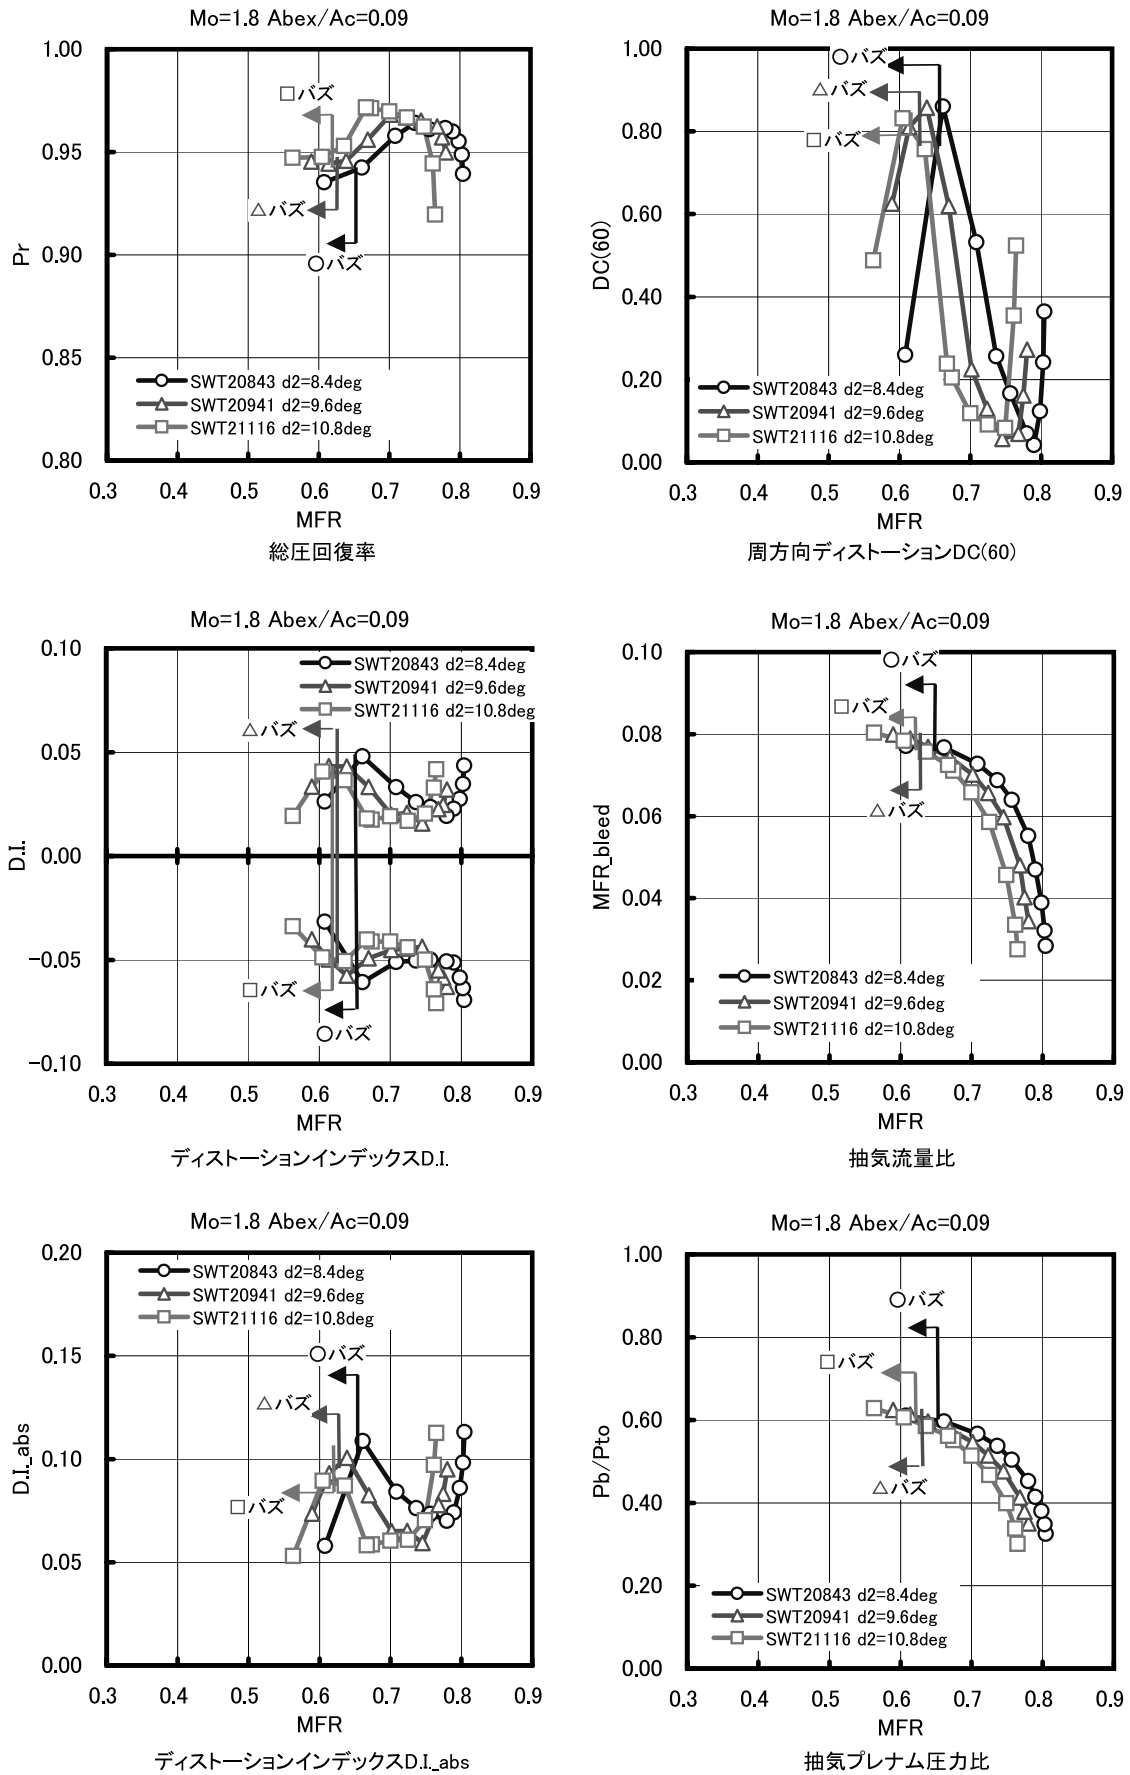 Mo=1.8 Abex/Ac=0.09
1.00
0.95
0.90
0.85
0.80
Pr
□バズ
△バズ
○バズ
SWT20843 d2=8.4deg
SWT20941 d2=9.6deg
SWT21116 d2=10.8deg
0.3 0.4 0.5 0.6 0.7 0.8 0.9
MFR
総圧回復率
Mo=1.8 Abex/Ac=0.09
1.00
0.80
0.60
0.40
0.20
0.00
DC(60)
○バズ
△バズ
□バズ
SWT20843 d2=8.4deg
SWT20941 d2=9.6deg
SWT21116 d2=10.8deg
0.3 0.4 0.5 0.6 0.7 0.8 0.9
MFR
周方向ディストーションDC(60)
Mo=1.8 Abex/Ac=0.09
0.10
0.05
0.00
-0.05
-0.10
D.I.
SWT20843 d2=8.4deg
SWT20941 d2=9.6deg
SWT21116 d2=10.8deg
△バズ
□バズ
○バズ
0.3 0.4 0.5 0.6 0.7 0.8 0.9
MFR
ディストーションインデックスD.I.
Mo=1.8 Abex/Ac=0.09
0.10
0.08
0.06
0.04
0.02
0.00
MFR_bleed
○バズ
□バズ
△バズ
SWT20843 d2=8.4deg
SWT20941 d2=9.6deg
SWT21116 d2=10.8deg
0.3 0.4 0.5 0.6 0.7 0.8 0.9
MFR
抽気流量比
Mo=1.8 Abex/Ac=0.09
0.20
0.15
0.10
0.05
0.00
D.I._abs
SWT20843 d2=8.4deg
SWT20941 d2=9.6deg
SWT21116 d2=10.8deg
○バズ
△バズ
□バズ
0.3 0.4 0.5 0.6 0.7 0.8 0.9
MFR
ディストーションインデックスD.I._abs
Mo=1.8 Abex/Ac=0.09
1.00
0.80
0.60
0.40
0.20
0.00
Pb/Pto
○バズ
□バズ
△バズ
SWT20843 d2=8.4deg
SWT20941 d2=9.6deg
SWT21116 d2=10.8deg
0.3 0.4 0.5 0.6 0.7 0.8 0.9
MFR
抽気プレナム圧力比